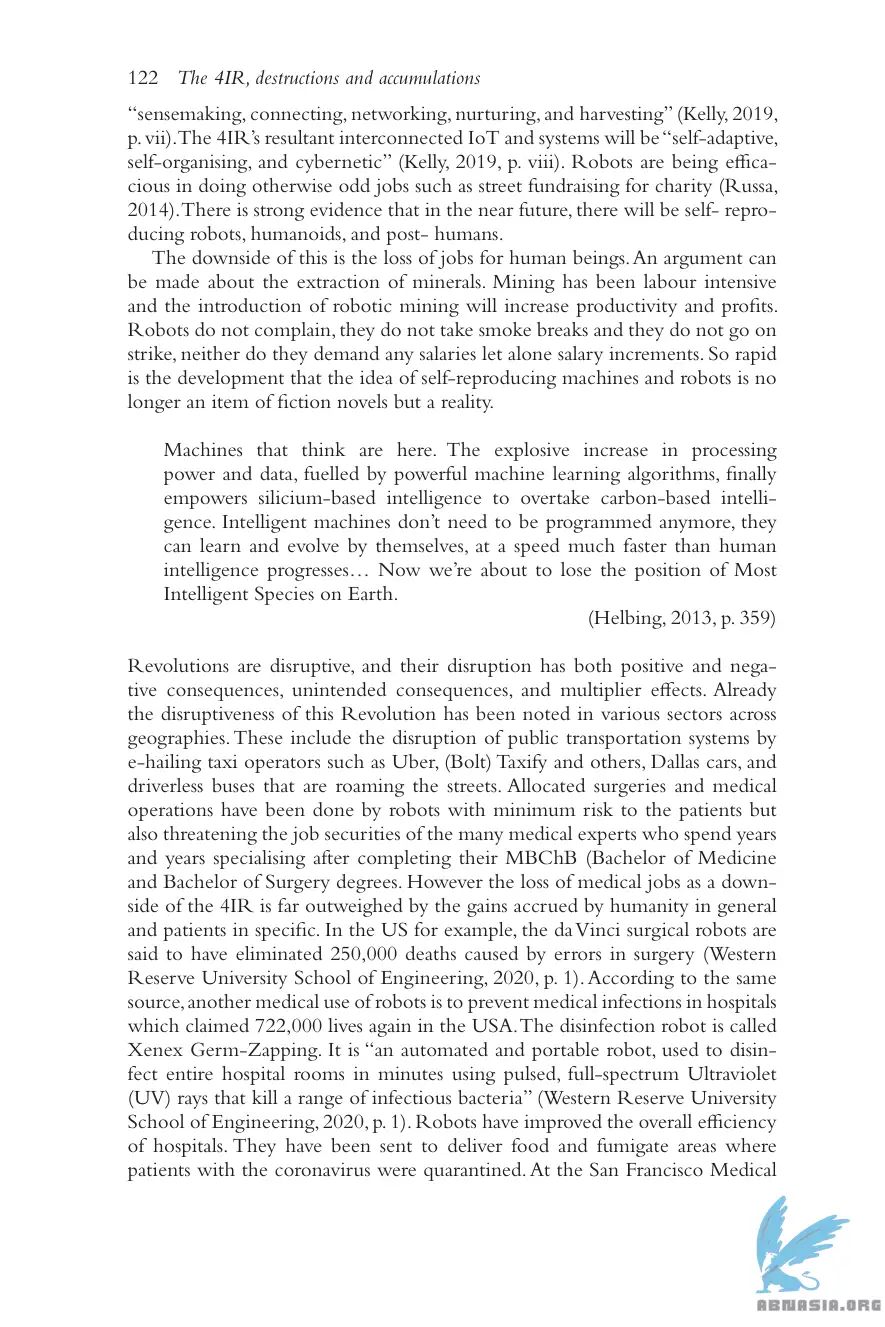 122 The 4IR, destructions and accumulations
“sensemaking, connecting, networking, nurturing, and harvesting” (Kelly, 2019,
p. vii). The 4IR’s resultant interconnected IoT and systems will be “self-adaptive,
self-organising, and cybernetic” (Kelly, 2019, p. viii). Robots are being effica-
cious in doing otherwise odd jobs such as street fundraising for charity (Russa,
2014). There is strong evidence that in the near future, there will be self- repro-
ducing robots, humanoids, and post- humans.
The downside of this is the loss of jobs for human beings. An argument can
be made about the extraction of minerals. Mining has been labour intensive
and the introduction of robotic mining will increase productivity and profits.
Robots do not complain, they do not take smoke breaks and they do not go on
strike, neither do they demand any salaries let alone salary increments. So rapid
is the development that the idea of self-reproducing machines and robots is no
longer an item of fiction novels but a reality.
Machines that think are here. The explosive increase in processing
power and data, fuelled by powerful machine learning algorithms, finally
empowers silicium-based intelligence to overtake carbon-based intelli-
gence. Intelligent machines don’t need to be programmed anymore, they
can learn and evolve by themselves, at a speed much faster than human
intelligence progresses… Now we’re about to lose the position of Most
Intelligent Species on Earth.
(Helbing, 2013, p. 359)
Revolutions are disruptive, and their disruption has both positive and nega-
tive consequences, unintended consequences, and multiplier effects. Already
the disruptiveness of this Revolution has been noted in various sectors across
geographies. These include the disruption of public transportation systems by
e-hailing taxi operators such as Uber, (Bolt) Taxify and others, Dallas cars, and
driverless buses that are roaming the streets. Allocated surgeries and medical
operations have been done by robots with minimum risk to the patients but
also threatening the job securities of the many medical experts who spend years
and years specialising after completing their MBChB (Bachelor of Medicine
and Bachelor of Surgery degrees. However the loss of medical jobs as a down-
side of the 4IR is far outweighed by the gains accrued by humanity in general
and patients in specific. In the US for example, the da Vinci surgical robots are
said to have eliminated 250,000 deaths caused by errors in surgery (Western
Reserve University School of Engineering, 2020, p. 1). According to the same
source, another medical use of robots is to prevent medical infections in hospitals
which claimed 722,000 lives again in the USA. The disinfection robot is called
Xenex Germ-Zapping. It is “an automated and portable robot, used to disin-
fect entire hospital rooms in minutes using pulsed, full-spectrum Ultraviolet
(UV) rays that kill a range of infectious bacteria” (Western Reserve University
School of Engineering, 2020, p. 1). Robots have improved the overall efficiency
of hospitals. They have been sent to deliver food and fumigate areas where
patients with the coronavirus were quarantined. At the San Francisco Medical
ABNASIA.ORG